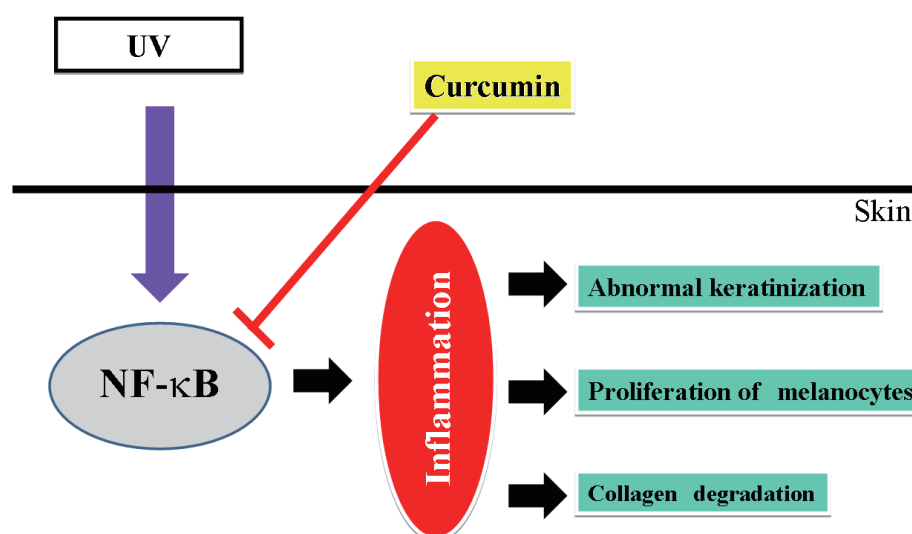 UV
Curcumin
Skin
NF-κB
Inflammation
Abnormal keratinization
Proliferation of melanocytes
Collagen degradation